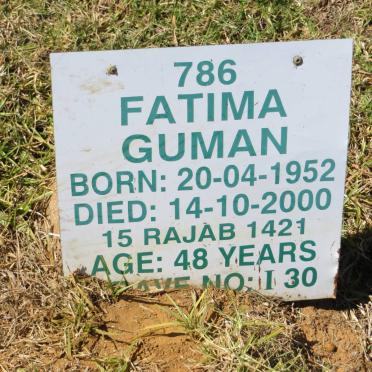 786
FATIMA
GUMAN
BORN: 20-04-1952
DIED: 14-10-2000
15 RAJAB 1421
AGE: 48 YEARS
GRAVE NO: I 30